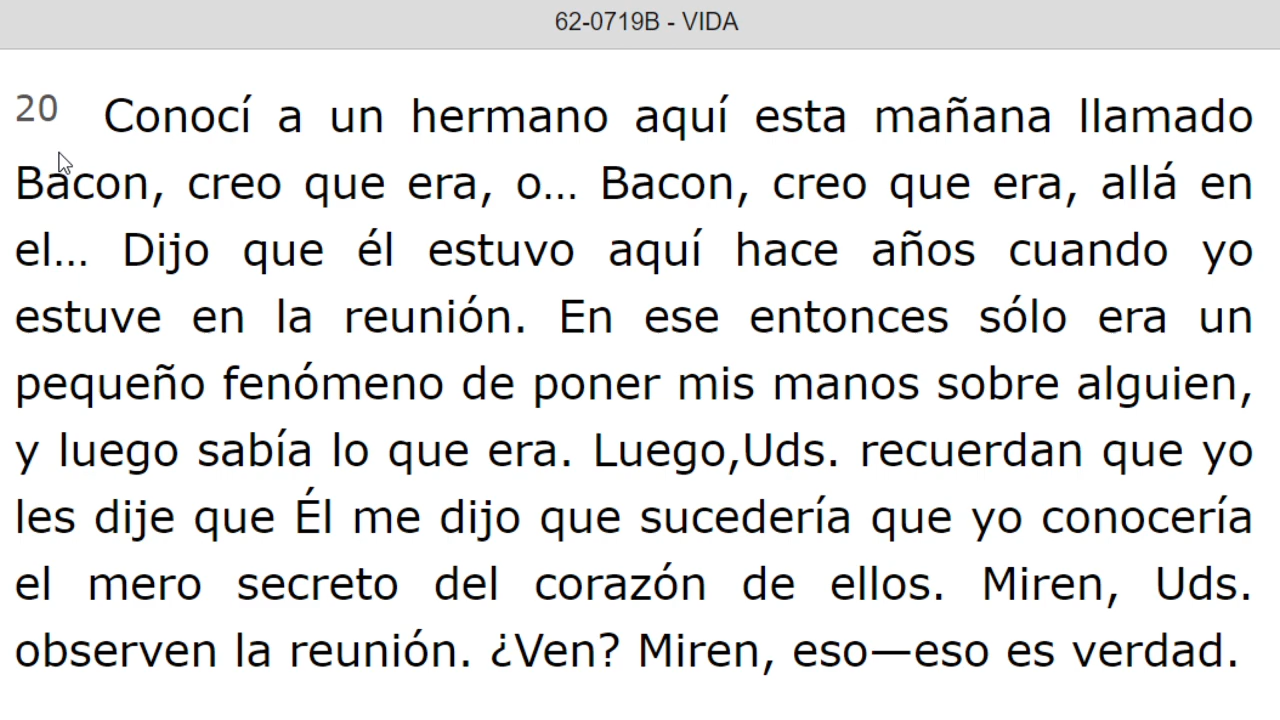 62-0719B - VIDA
20 Conocí a un hermano aquí esta mañana llamado
Bacon, creo que era, o... Bacon, creo que era, allá en
el... Dijo que él estuvo aquí hace años cuando yo
estuve en la reunión. En ese entonces sólo era un
pequeño fenómeno de poner mis manos sobre alguien,
y luego sabía lo que era. Luego,Uds. recuerdan que yo
les dije que Él me dijo que sucedería que yo conocería
el mero secreto del corazón de ellos. Miren, Uds.
observen la reunión. ¿Ven? Miren, eso—eso es verdad.